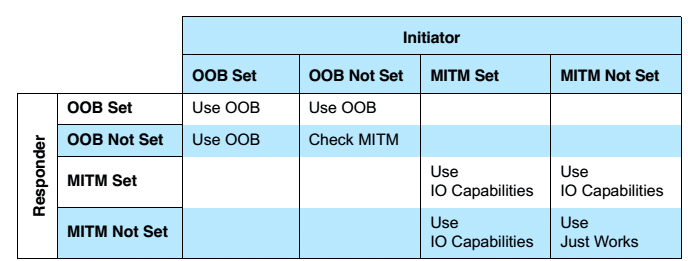 Initiator
OOB Set OOB Not Set MITM Set MITM Not Set
Responder
OOB Set Use OOB Use OOB
OOB Not Set Use OOB Check MITM
MITM Set Use IO Capabilities Use IO Capabilities
MITM Not Set Use IO Capabilities Use Just Works